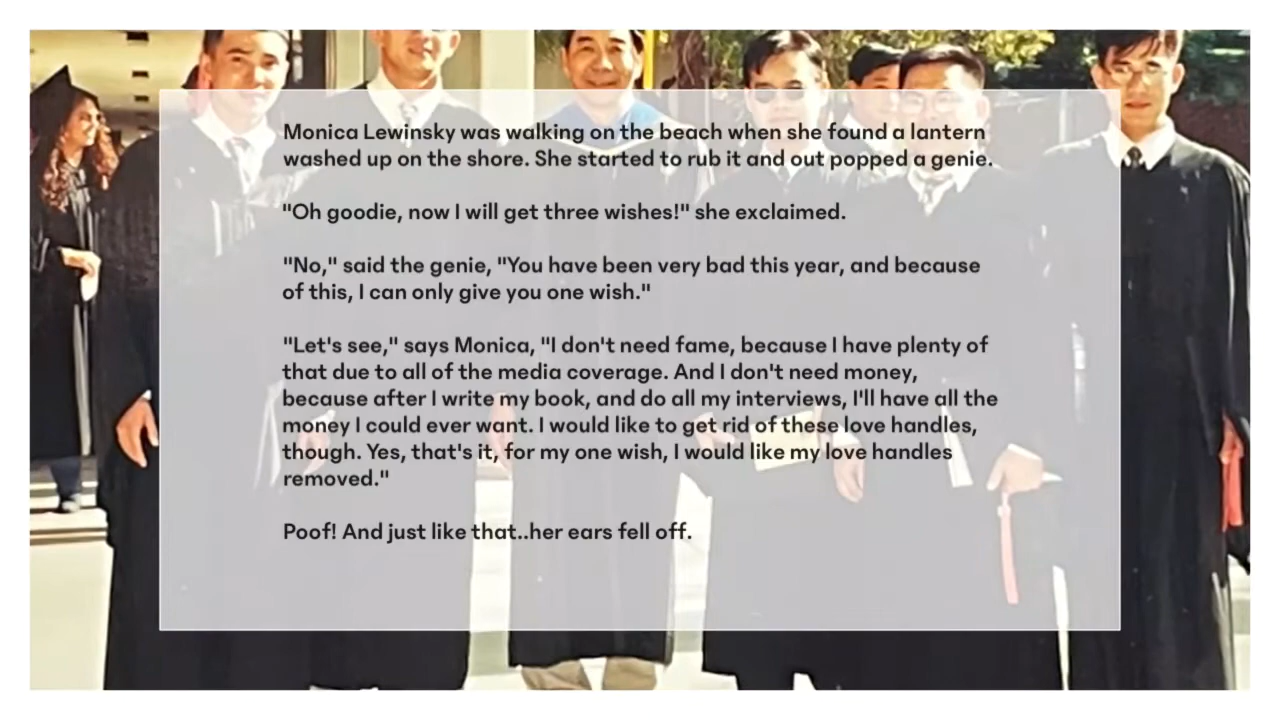 Monica Lewinsky was walking on the beach when she found a lantern
washed up on the shore. She started to rub it and out popped a genie.
"Oh goodie, now I will get three wishes!" she exclaimed.
"No," said the genie, "You have been very bad this year, and because
of this, I can only give you one wish."
"Let's see," says Monica, "I don't need fame, because I have plenty of
that due to all of the media coverage. And I don't need money,
because after I write my book, and do all my interviews, I'll have all the
money I could ever want. I would like to get rid of these love handles,
though. Yes, that's it, for my one wish, I would like my love handles
removed."
Poof! And just like that..her ears fell off.